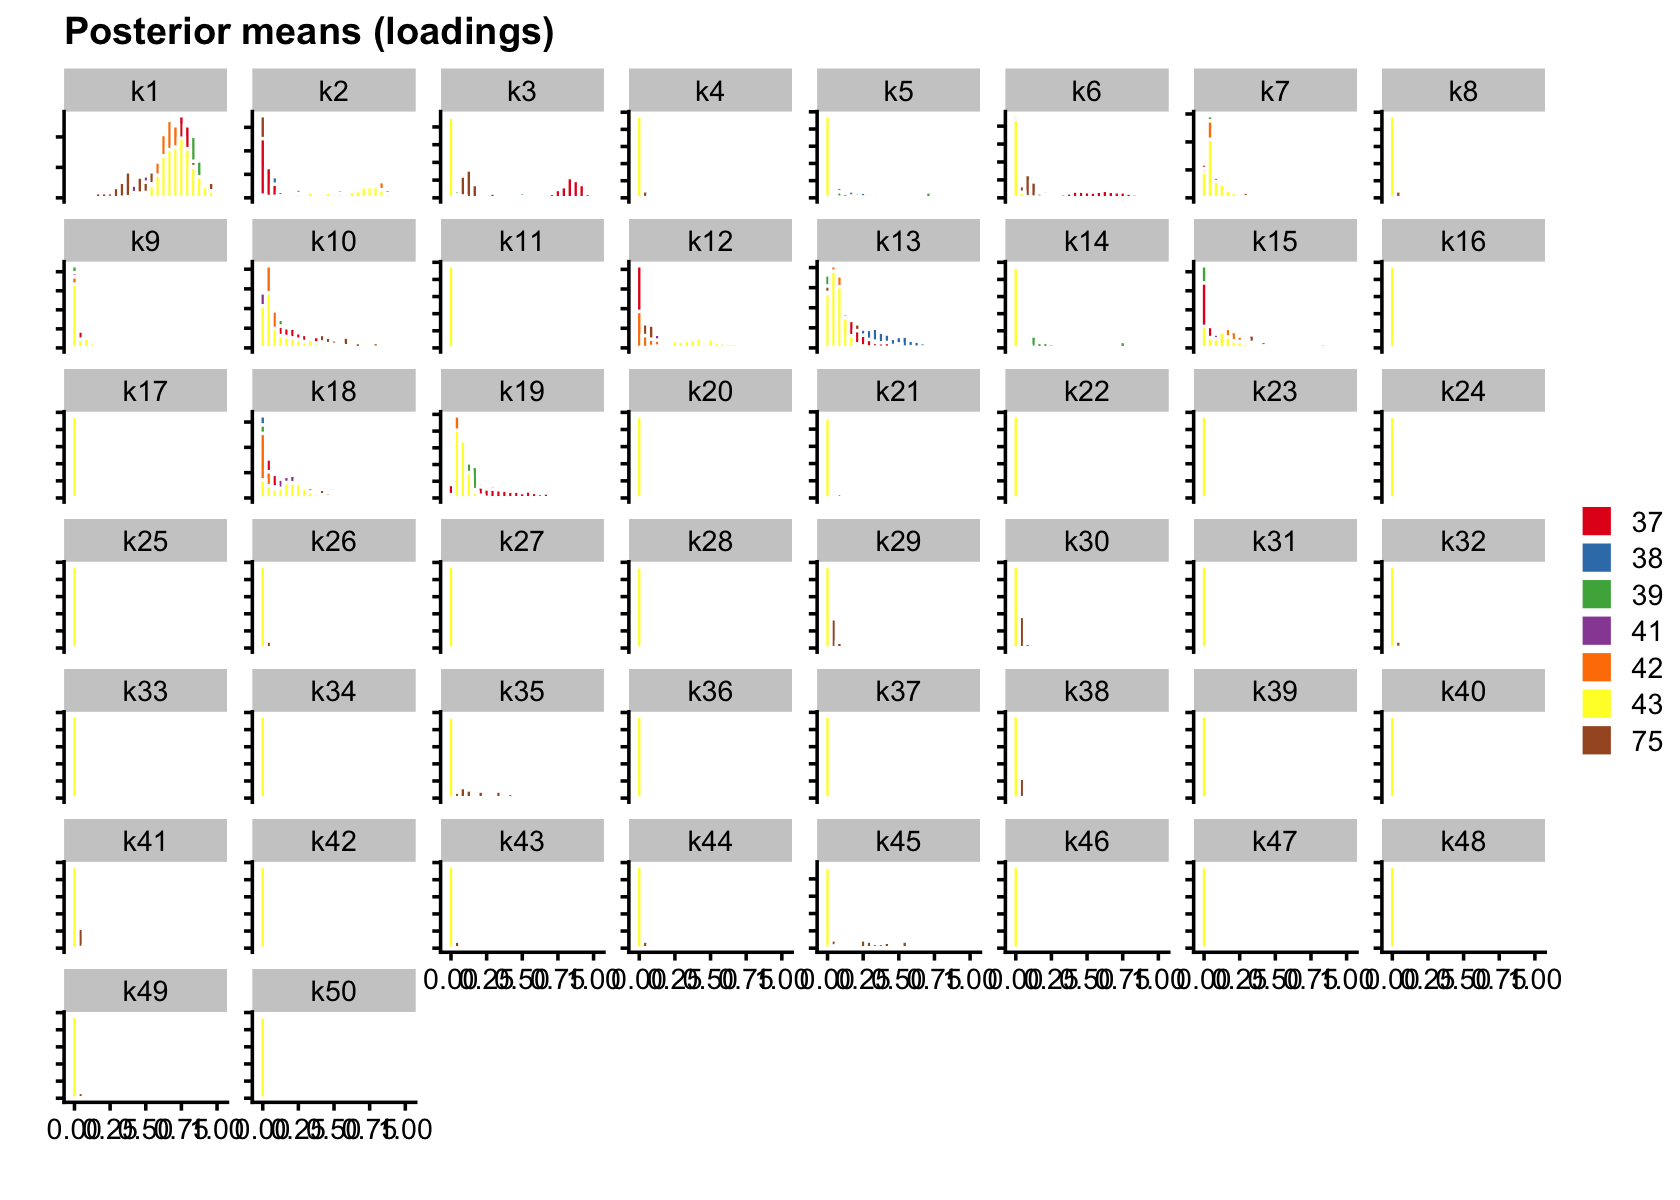 Posterior means (loadings)
k1 k2 k3 k4 k5 k6 k7 k8
k9 k10 k11 k12 k13 k14 k15 k16
k17 k18 k19 k20 k21 k22 k23 k24
k25 k26 k27 k28 k29 k30 k31 k32
k33 k34 k35 k36 k37 k38 k39 k40
k41 k42 k43 k44 k45 k46 k47 k48
0.00 0.25 0.50 0.75 1.00 0.00 0.25 0.50 0.75 1.00 0.00 0.25 0.50 0.75 1.00 0.00 0.25 0.50 0.75 1.00 0.00 0.25 0.50 0.75 1.00 0.00 0.25 0.50 0.75 1.00
k49 k50
0.00 0.25 0.50 0.75 1.00 0.00 0.25 0.50 0.75 1.00
37
38
39
41
42
43
75